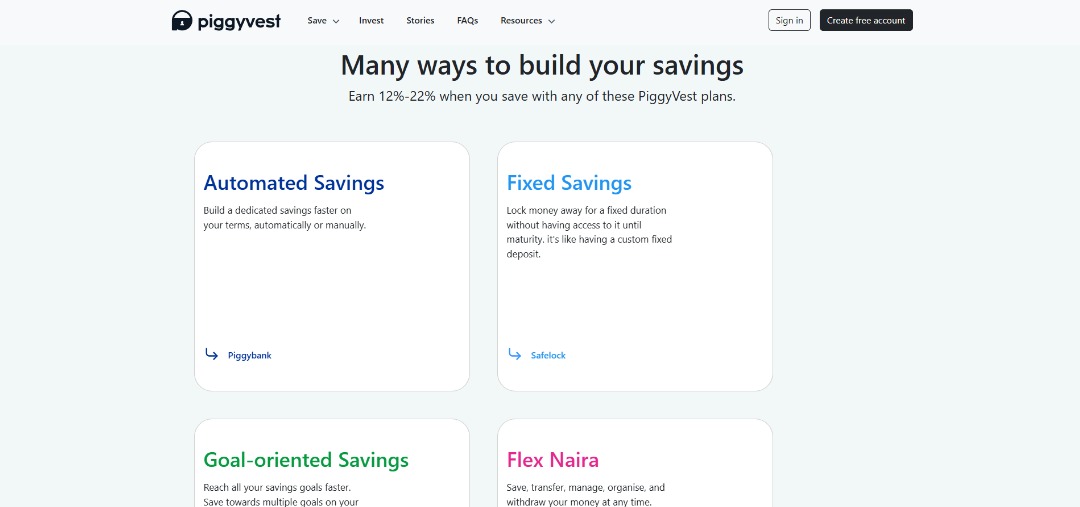 piggyvest
Save
Invest
Stories
FAQs
Resources
Sign in
Create free account
Many ways to build your savings
Earn 12%-22% when you save with any of these PiggyVest plans.
Automated Savings
Build a dedicated savings faster on
your terms, automatically or manually.
Piggybank
Fixed Savings
Lock money away for a fixed duration
without having access to it until
maturity. it's like having a custom fixed
deposit.
Safelock
Goal-oriented Savings
Reach all your savings goals faster.
Save towards multiple goals on your
Flex Naira
Save, transfer, manage, organise, and
withdraw your money at any time.